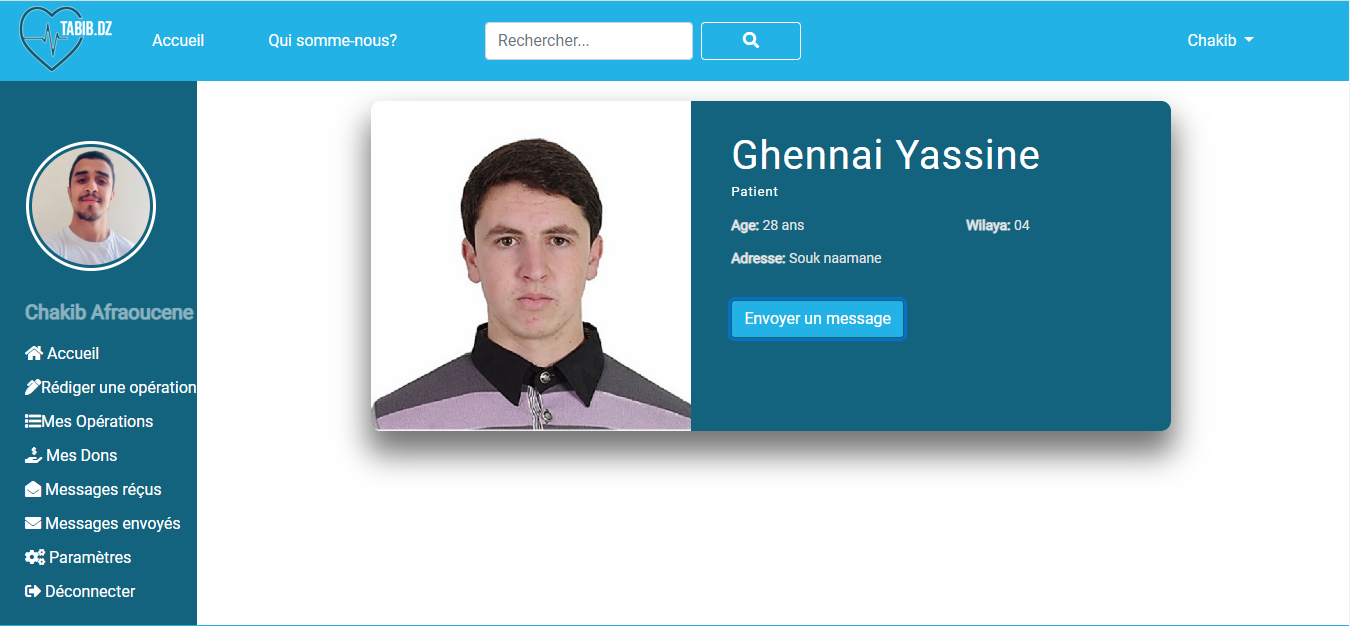 TABIB.DZ
Accueil
Qui somme-nous?
Rechercher...
Chakib
Chakib Afraoucene
Accueil
Rédiger une opération
Mes Opérations
Mes Dons
Messages réçus
Messages envoyés
Paramètres
Déconnecter
Ghennai Yassine
Patient
Age: 28 ans Wilaya: 04
Adresse: Souk naamane
Envoyer un message